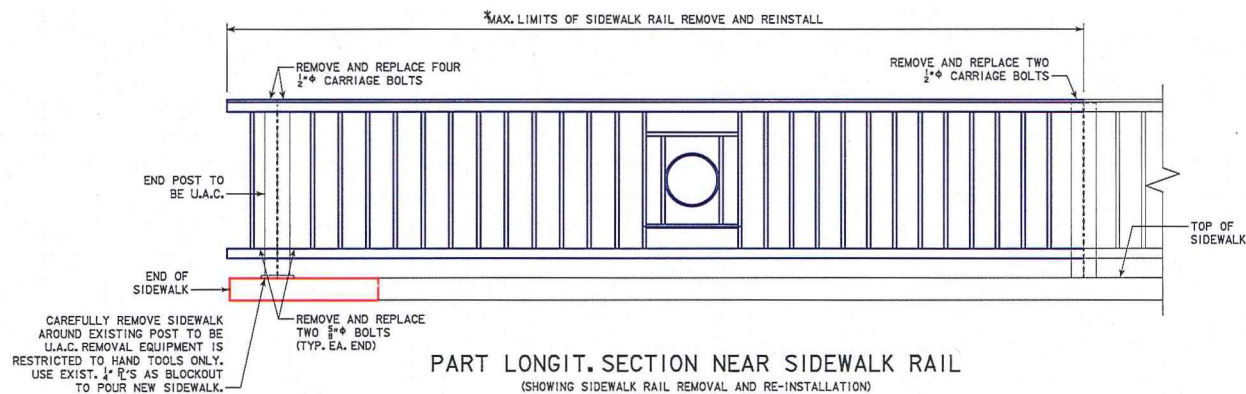 *MAX. LIMITS OF SIDEWALK RAIL REMOVE AND REINSTALL
REMOVE AND REPLACE FOUR
1/2"ϕ CARRIAGE BOLTS
REMOVE AND REPLACE TWO
1/2"ϕ CARRIAGE BOLTS
END POST TO
BE U.A.C.
TOP OF
SIDEWALK
END OF
SIDEWALK
CAREFULLY REMOVE SIDEWALK
AROUND EXISTING POST TO BE
U.A.C. REMOVAL EQUIPMENT IS
RESTRICTED TO HAND TOOLS ONLY.
USE EXIST. 1/4" ℄'S AS BLOCKOUT
TO POUR NEW SIDEWALK.
REMOVE AND REPLACE
TWO 5/8"ϕ BOLTS
(TYP. EA. END)
PART LONGIT. SECTION NEAR SIDEWALK RAIL
(SHOWING SIDEWALK RAIL REMOVAL AND RE-INSTALLATION)